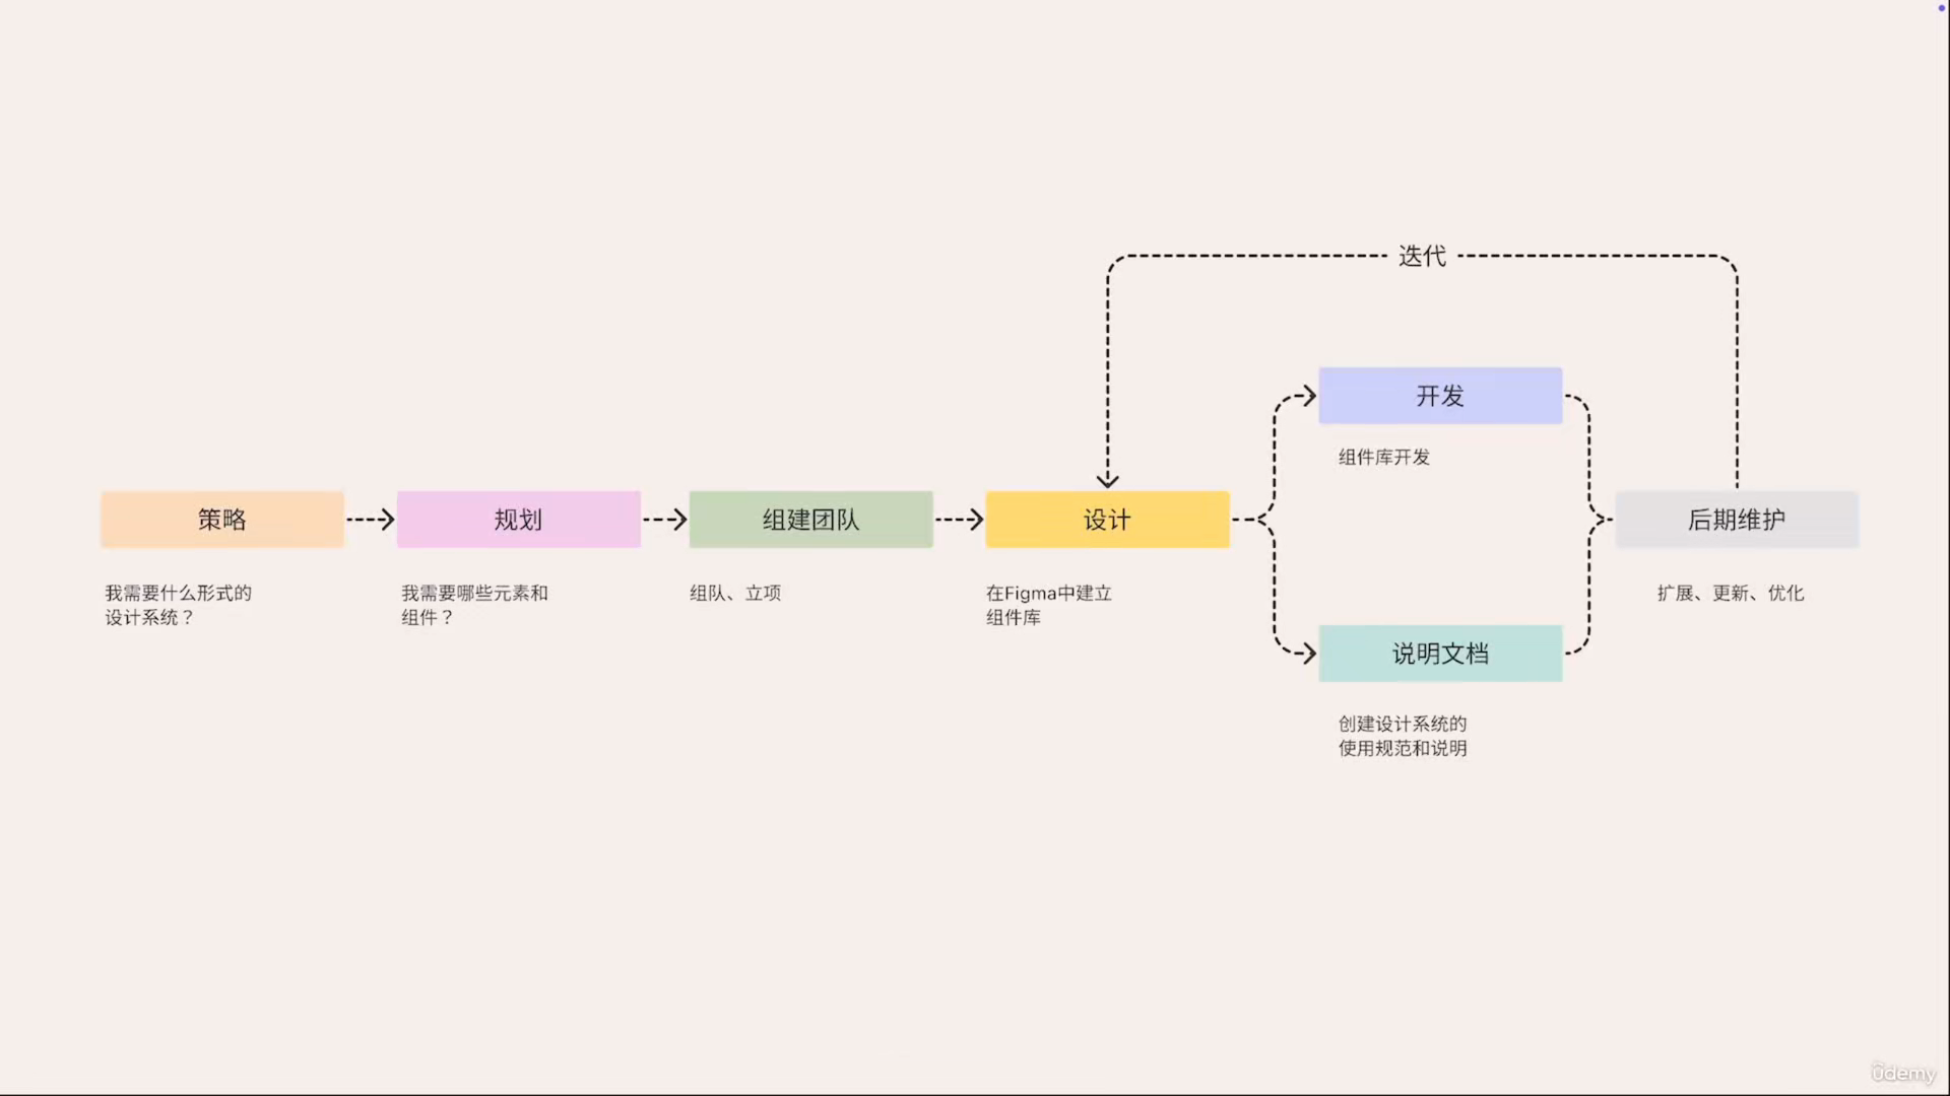 迭代
开发
组件库开发
策略
规划
组建团队
设计
后期维护
我需要什么形式的
设计系统？
我需要哪些元素和
组件？
组队、立项
在Figma中建立
组件库
扩展、更新、优化
说明文档
创建设计系统的
使用规范和说明
ûdemy